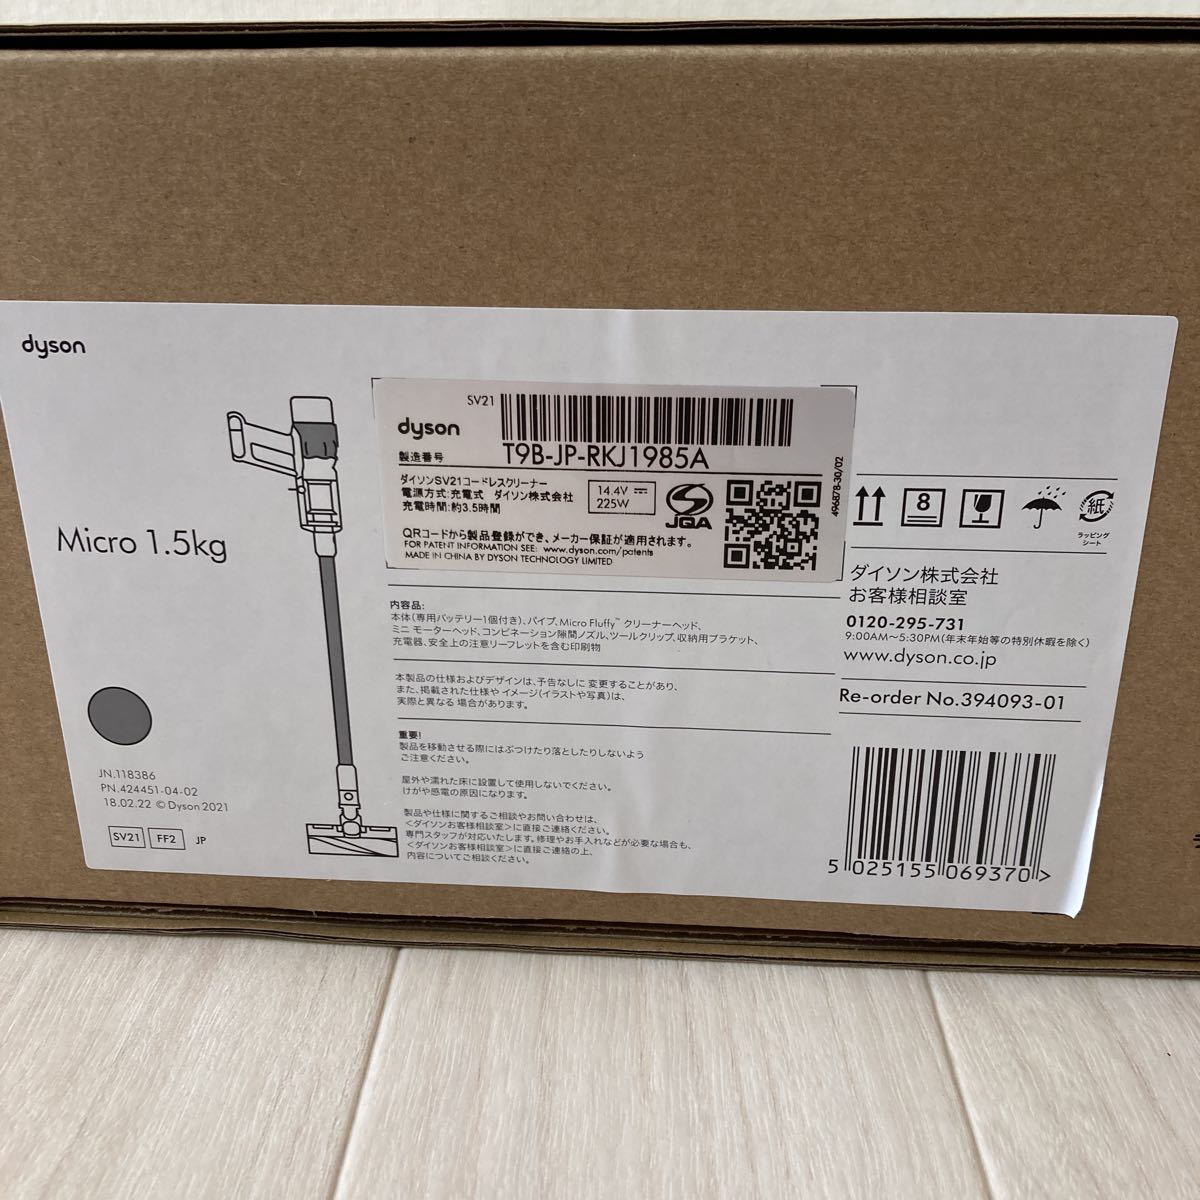 dyson
Micro 1.5kg
JN.118386
PN.424451-04-02
18.02.22 © Dyson 2021
SV21 FF2 JP
SV21
dyson
製造番号
T9B-JP-RKJ1985A
ダイソンSV21コードレスクリーナー
電源方式:充電式 ダイソン株式会社
充電時間:約3.5時間
14.4V
225W
JQA
496878-30/02
QRコードから製品登録ができ、メーカー保証が適用されます。
FOR PATENT INFORMATION SEE: www.dyson.com/patents
MADE IN CHINA BY DYSON TECHNOLOGY LIMITED
内容品:
本体(専用バッテリー1個付き)、パイプ、Micro Fluffy™ クリーナーヘッド、
ミニ モーターヘッド、コンビネーション隙間ノズル、ツールクリップ、収納用ブラケット、
充電器、安全上の注意リーフレットを含む印刷物
本製品の仕様およびデザインは、予告なしに 変更することがあり、
また、掲載された仕様や イメージ(イラストや写真)は、
実際と異なる 場合があります。
重要!
製品を移動させる際にはぶつけたり落としたりしないよう
ご注意ください。
屋外や濡れた床に設置して使用しないでください。
けがや感電の原因になります。
製品や仕様に関するご相談やお問い合わせは、
<ダイソンお客様相談室>に直接ご連絡ください。
専門スタッフが対応いたします。修理やお手入れなどが必要な場合も、
<ダイソンお客様相談室>に直接ご連絡の上、
内容についてご相談ください。
8
紙
ラッピング
シート
ダイソン株式会社
お客様相談室
0120-295-731
9:00AM〜5:30PM(年末年始等の特別休暇を除く)
www.dyson.co.jp
Re-order No.394093-01
5 025155 069370 >